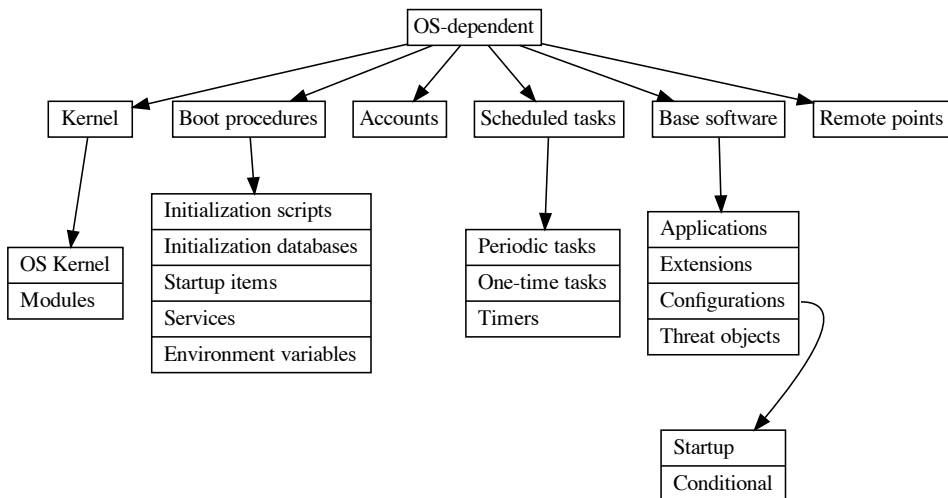 OS-dependent
Kernel
Boot procedures
Accounts
Scheduled tasks
Base software
Remote points
OS Kernel
Modules
Initialization scripts
Initialization databases
Startup items
Services
Environment variables
Periodic tasks
One-time tasks
Timers
Applications
Extensions
Configurations
Threat objects
Startup
Conditional